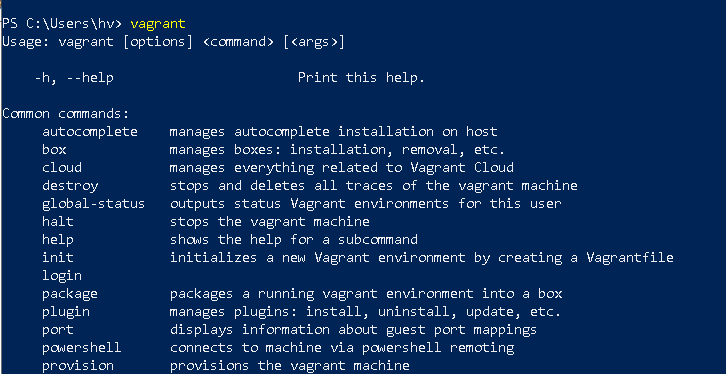 PS C:\Users\hv> vagrant
Usage: vagrant [options] <command> [<args>]
-h, --help Print this help.
Common commands:
autocomplete manages autocomplete installation on host
box manages boxes: installation, removal, etc.
cloud manages everything related to Vagrant Cloud
destroy stops and deletes all traces of the vagrant machine
global-status outputs status Vagrant environments for this user
halt stops the vagrant machine
help shows the help for a subcommand
init initializes a new Vagrant environment by creating a Vagrantfile
login
package packages a running vagrant environment into a box
plugin manages plugins: install, uninstall, update, etc.
port displays information about guest port mappings
powershell connects to machine via powershell remoting
provision provisions the vagrant machine